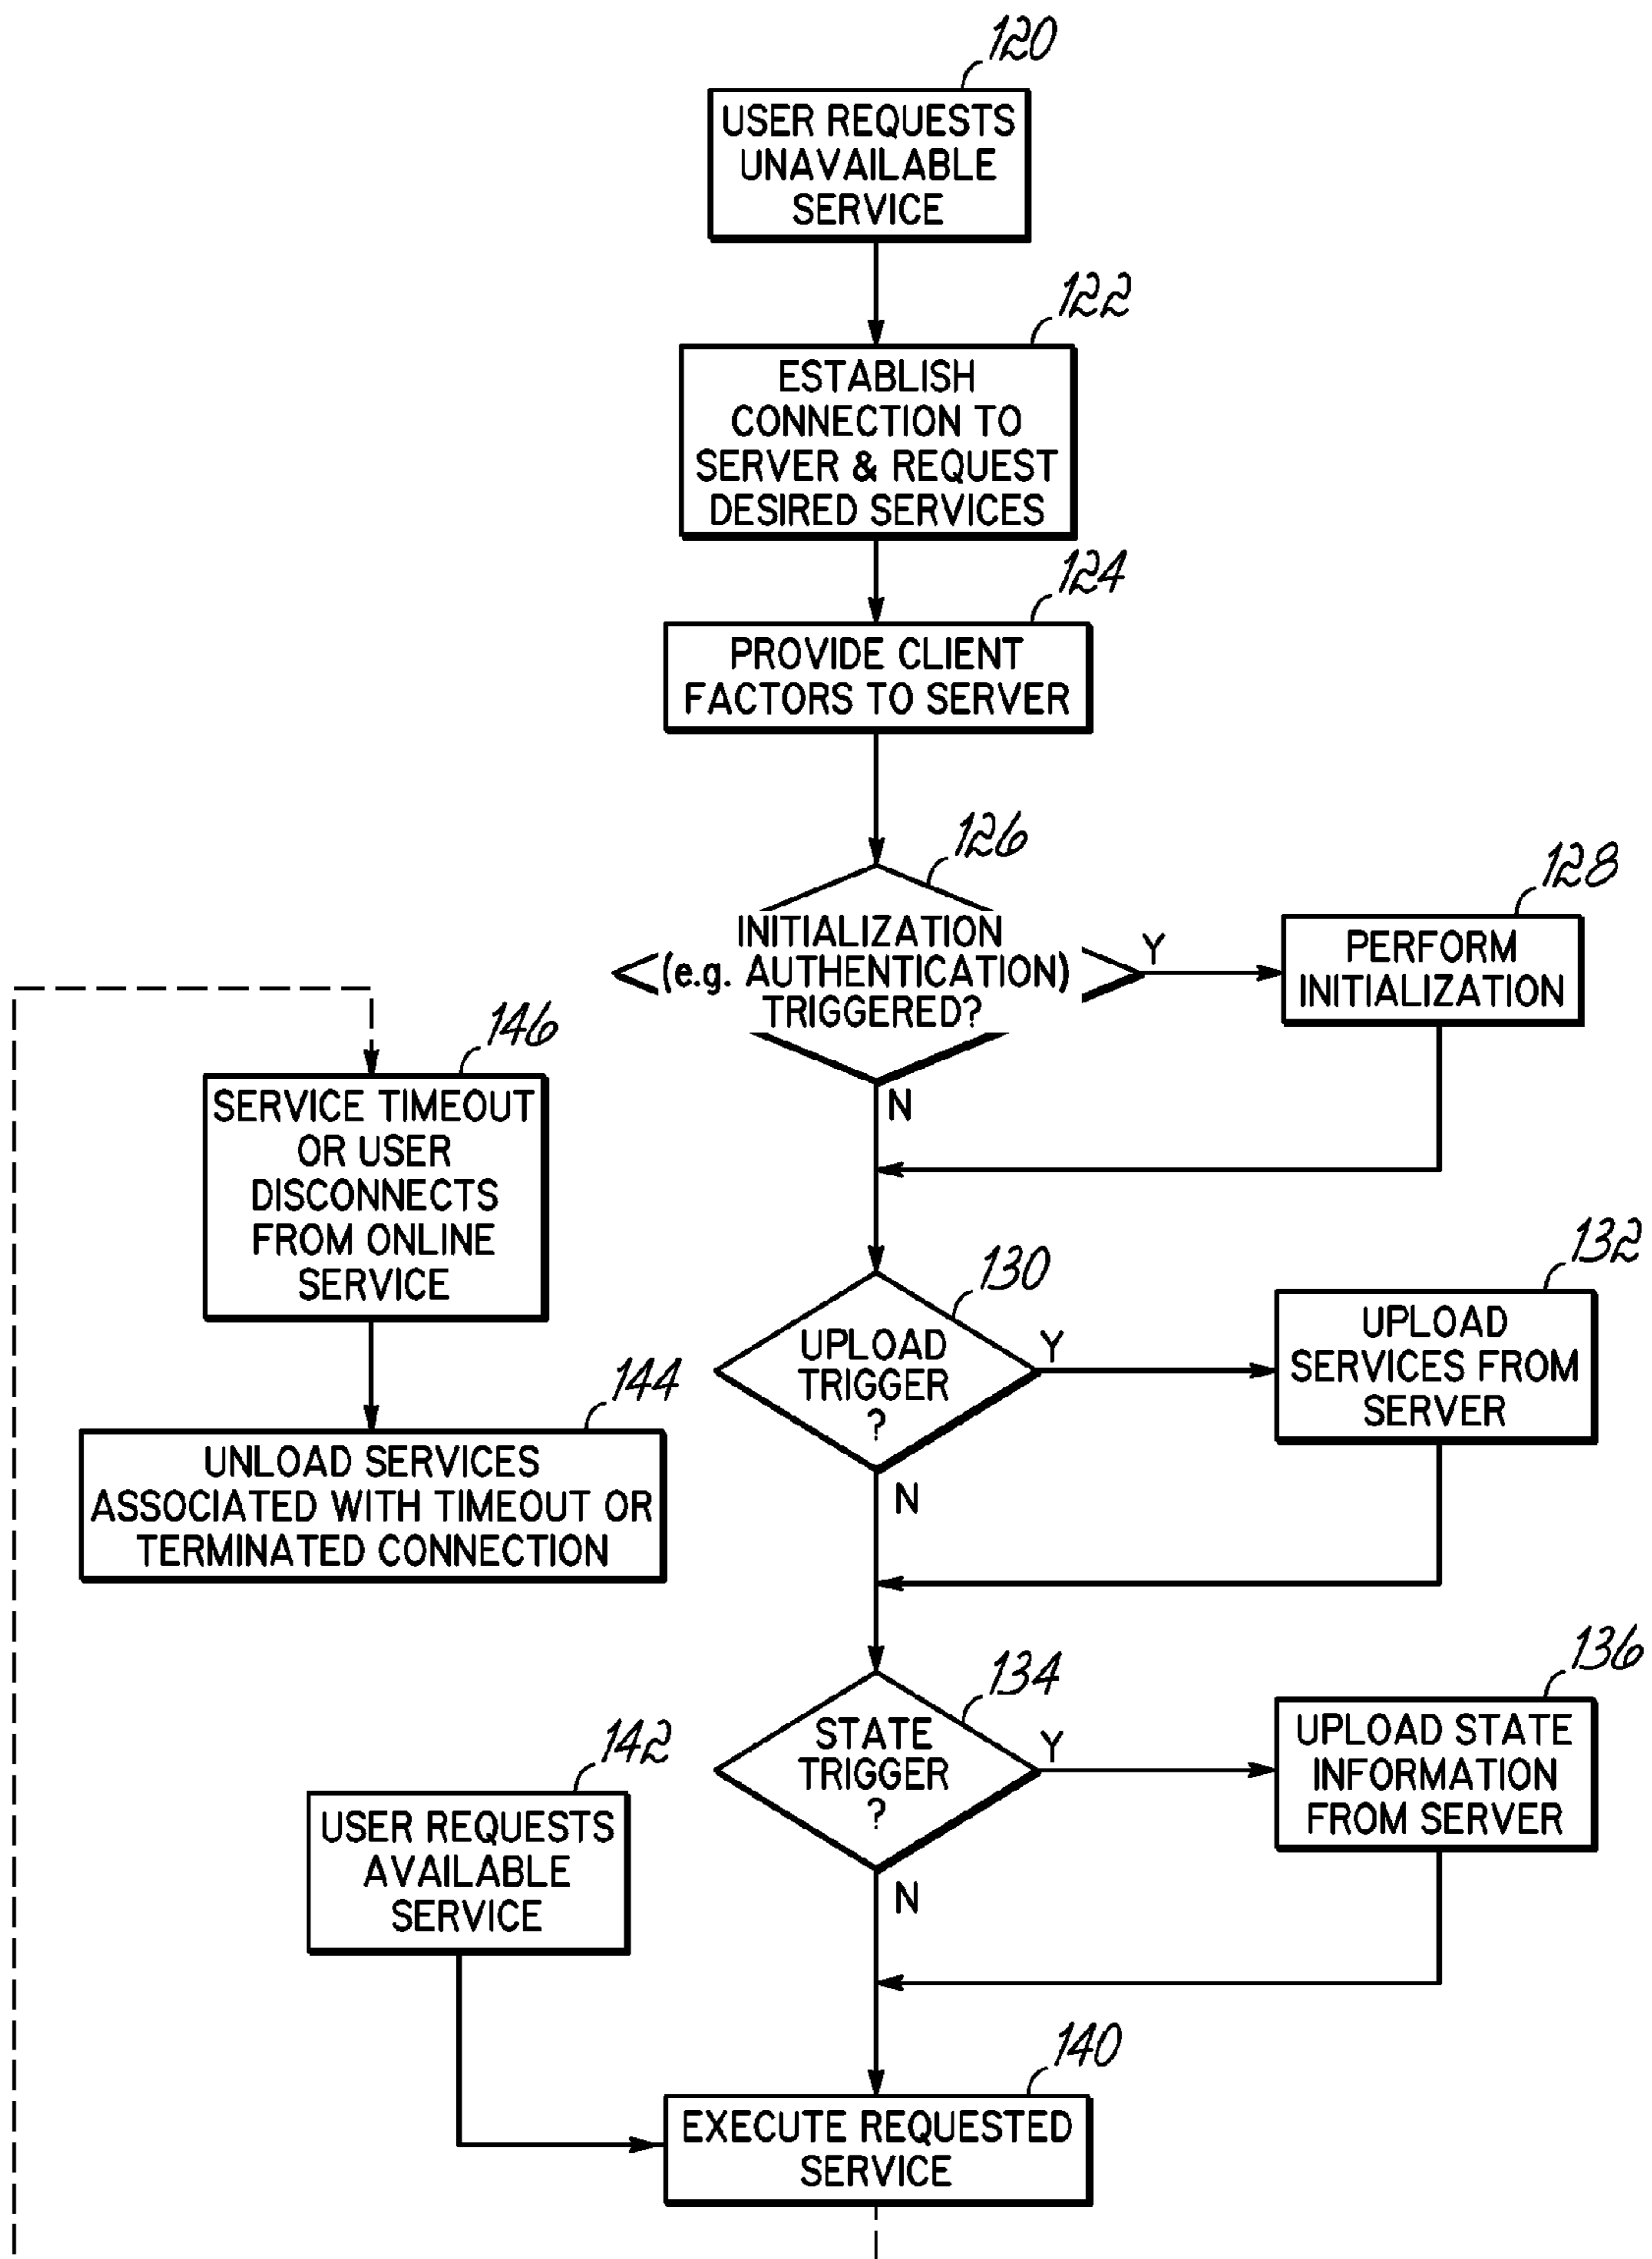 120
USER REQUESTS
UNAVAILABLE
SERVICE
122
ESTABLISH
CONNECTION TO
SERVER & REQUEST
DESIRED SERVICES
124
PROVIDE CLIENT
FACTORS TO SERVER
126
INITIALIZATION
(e.g. AUTHENTICATION)
TRIGGERED?
Y
N
128
PERFORM
INITIALIZATION
146
SERVICE TIMEOUT
OR USER
DISCONNECTS
FROM ONLINE
SERVICE
130
UPLOAD
TRIGGER
?
Y
N
132
UPLOAD
SERVICES FROM
SERVER
144
UNLOAD SERVICES
ASSOCIATED WITH TIMEOUT OR
TERMINATED CONNECTION
134
STATE
TRIGGER
?
Y
N
136
UPLOAD STATE
INFORMATION
FROM SERVER
142
USER REQUESTS
AVAILABLE
SERVICE
140
EXECUTE REQUESTED
SERVICE